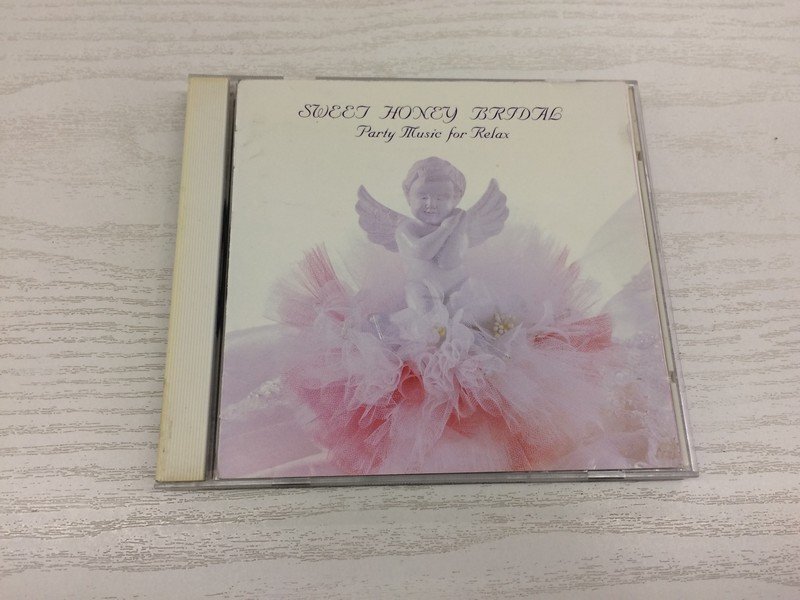 SWEET HONEY BRIDAL
Party Music for Relax